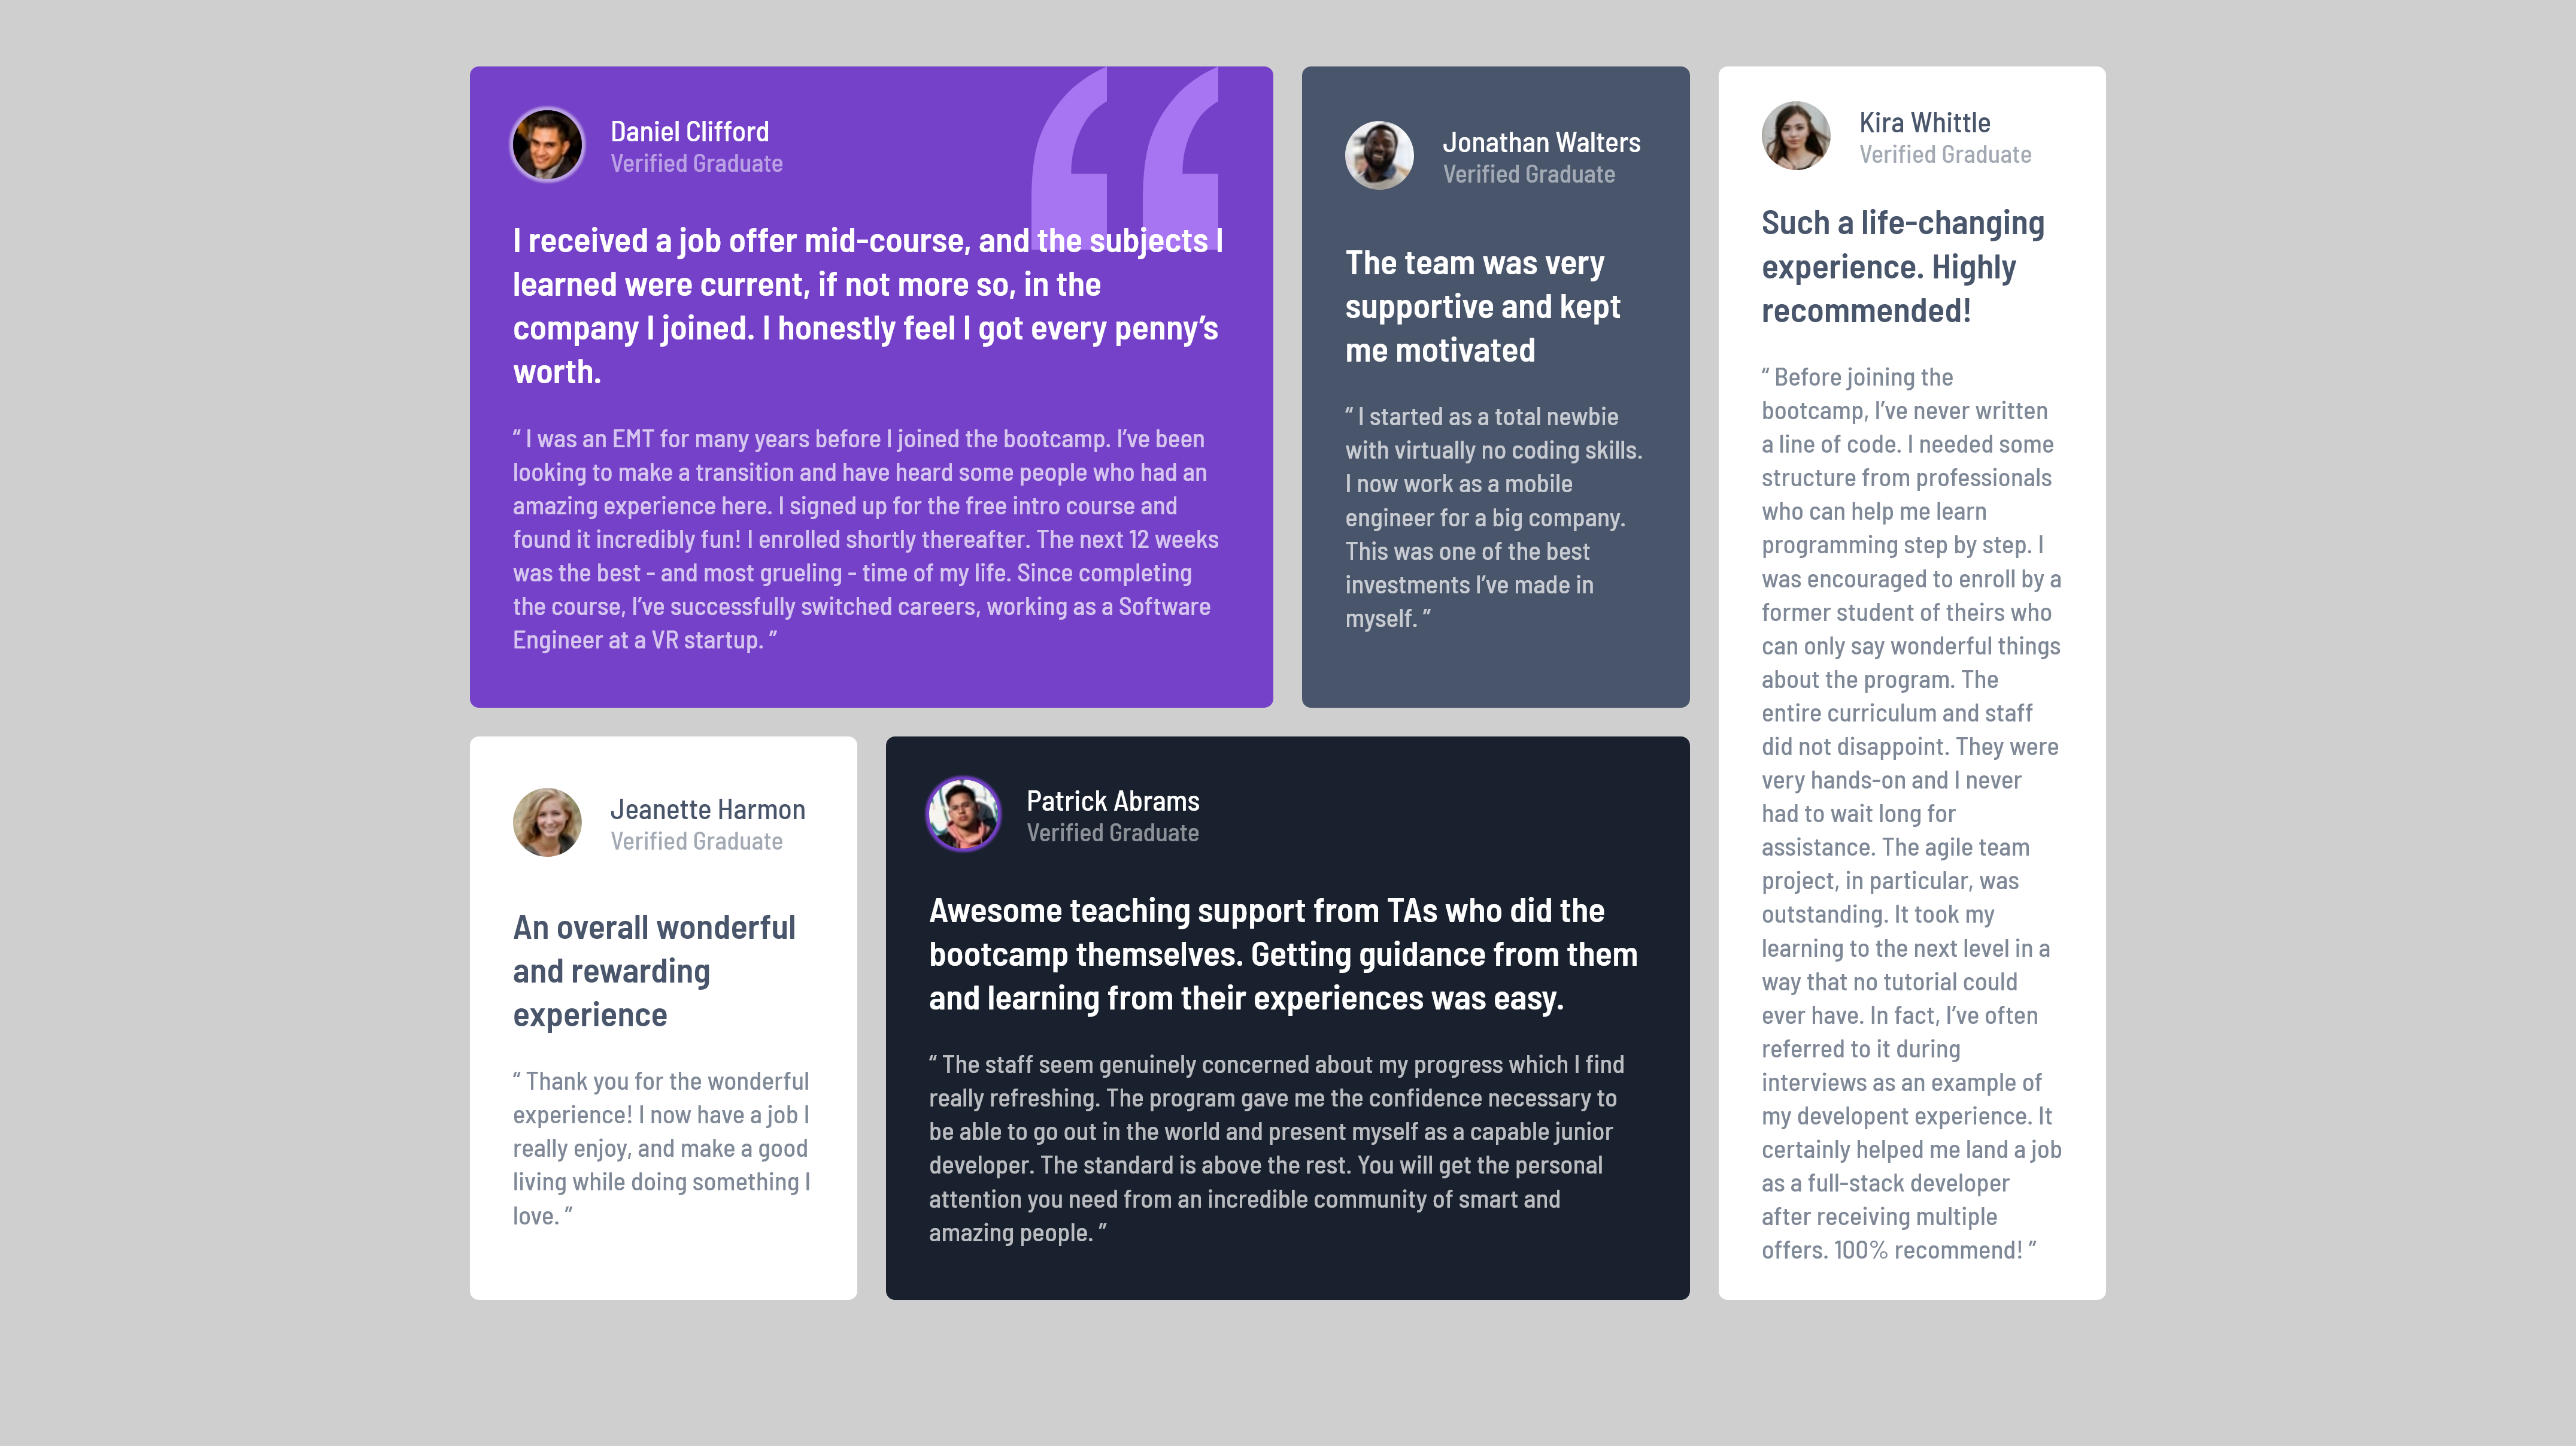 Daniel Clifford
Verified Graduate
I received a job offer mid-course, and the subjects I
learned were current, if not more so, in the
company I joined. I honestly feel I got every penny’s
worth.
“ I was an EMT for many years before I joined the bootcamp. I’ve been
looking to make a transition and have heard some people who had an
amazing experience here. I signed up for the free intro course and
found it incredibly fun! I enrolled shortly thereafter. The next 12 weeks
was the best - and most grueling - time of my life. Since completing
the course, I’ve successfully switched careers, working as a Software
Engineer at a VR startup. ”
Jonathan Walters
Verified Graduate
The team was very
supportive and kept
me motivated
“ I started as a total newbie
with virtually no coding skills.
I now work as a mobile
engineer for a big company.
This was one of the best
investments I’ve made in
myself. ”
Kira Whittle
Verified Graduate
Such a life-changing
experience. Highly
recommended!
“ Before joining the
bootcamp, I’ve never written
a line of code. I needed some
structure from professionals
who can help me learn
programming step by step. I
was encouraged to enroll by a
former student of theirs who
can only say wonderful things
about the program. The
entire curriculum and staff
did not disappoint. They were
very hands-on and I never
had to wait long for
assistance. The agile team
project, in particular, was
outstanding. It took my
learning to the next level in a
way that no tutorial could
ever have. In fact, I’ve often
referred to it during
interviews as an example of
my developent experience. It
certainly helped me land a job
as a full-stack developer
after receiving multiple
offers. 100% recommend! ”
Jeanette Harmon
Verified Graduate
An overall wonderful
and rewarding
experience
“ Thank you for the wonderful
experience! I now have a job I
really enjoy, and make a good
living while doing something I
love. ”
Patrick Abrams
Verified Graduate
Awesome teaching support from TAs who did the
bootcamp themselves. Getting guidance from them
and learning from their experiences was easy.
“ The staff seem genuinely concerned about my progress which I find
really refreshing. The program gave me the confidence necessary to
be able to go out in the world and present myself as a capable junior
developer. The standard is above the rest. You will get the personal
attention you need from an incredible community of smart and
amazing people. ”